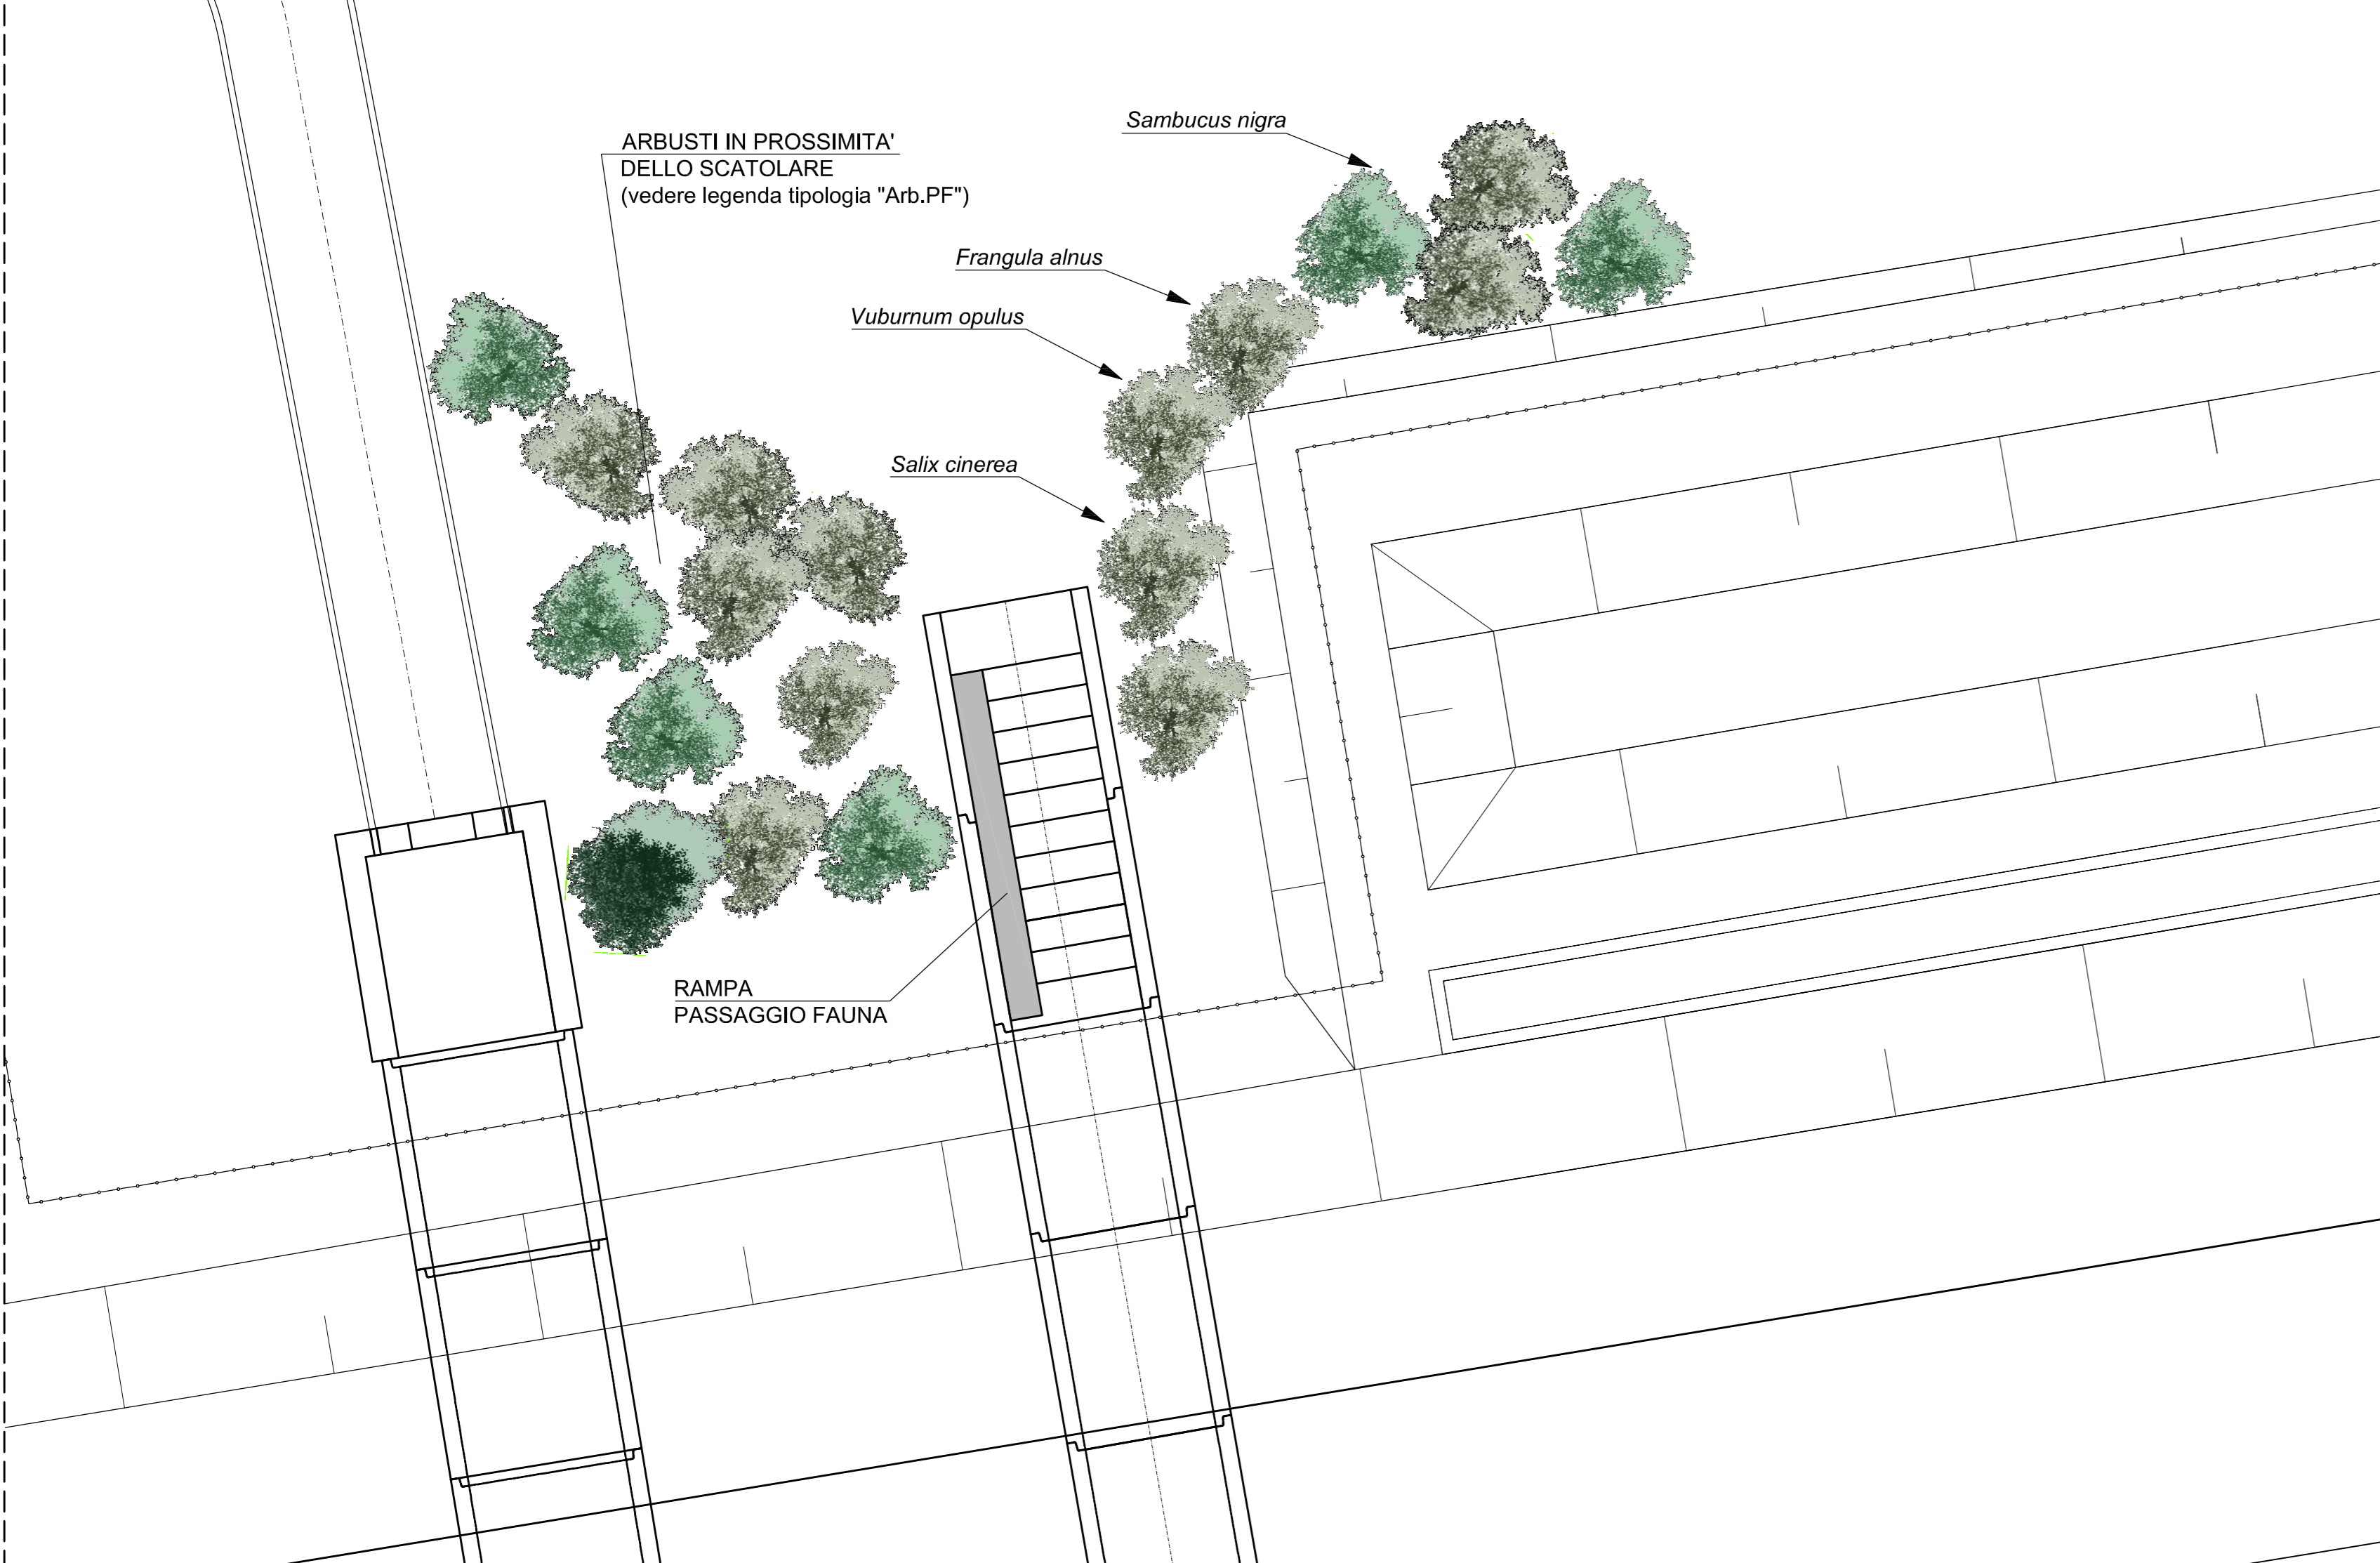 Sambucus nigra
ARBUSTI IN PROSSIMITA'
DELLO SCATOLARE
(vedere legenda tipologia "Arb.PF")
Frangula alnus
Vuburnum opulus
Salix cinerea
RAMPA
PASSAGGIO FAUNA